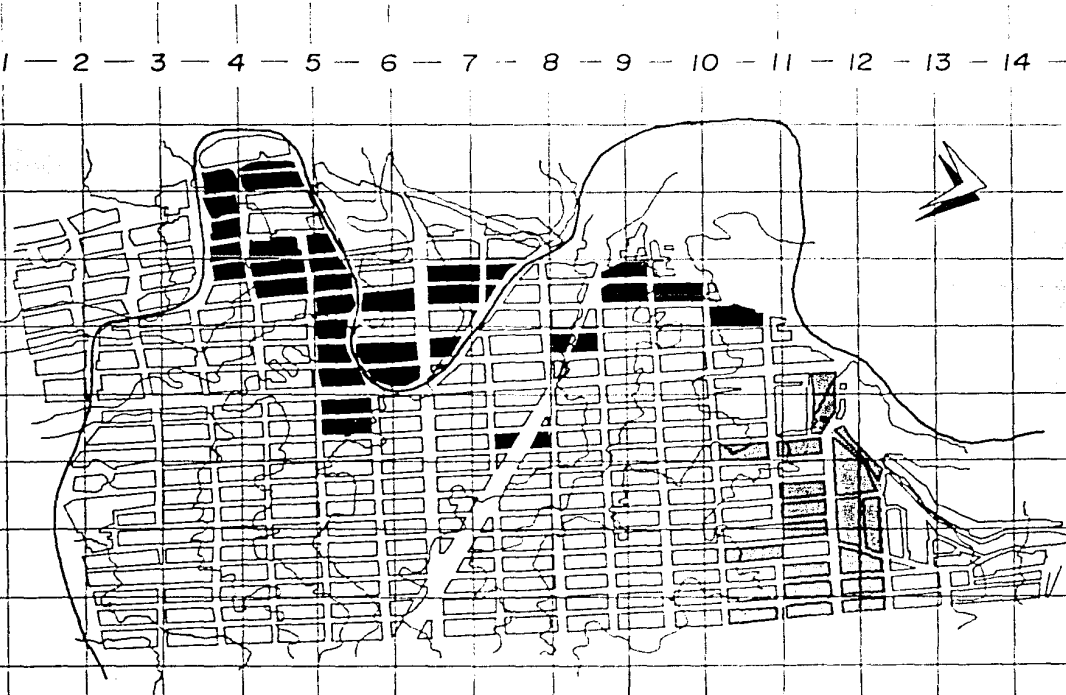 1 — 2 — 3 — 4 — 5 — 6 — 7 — 8 — 9 — 10 — 11 — 12 — 13 — 14